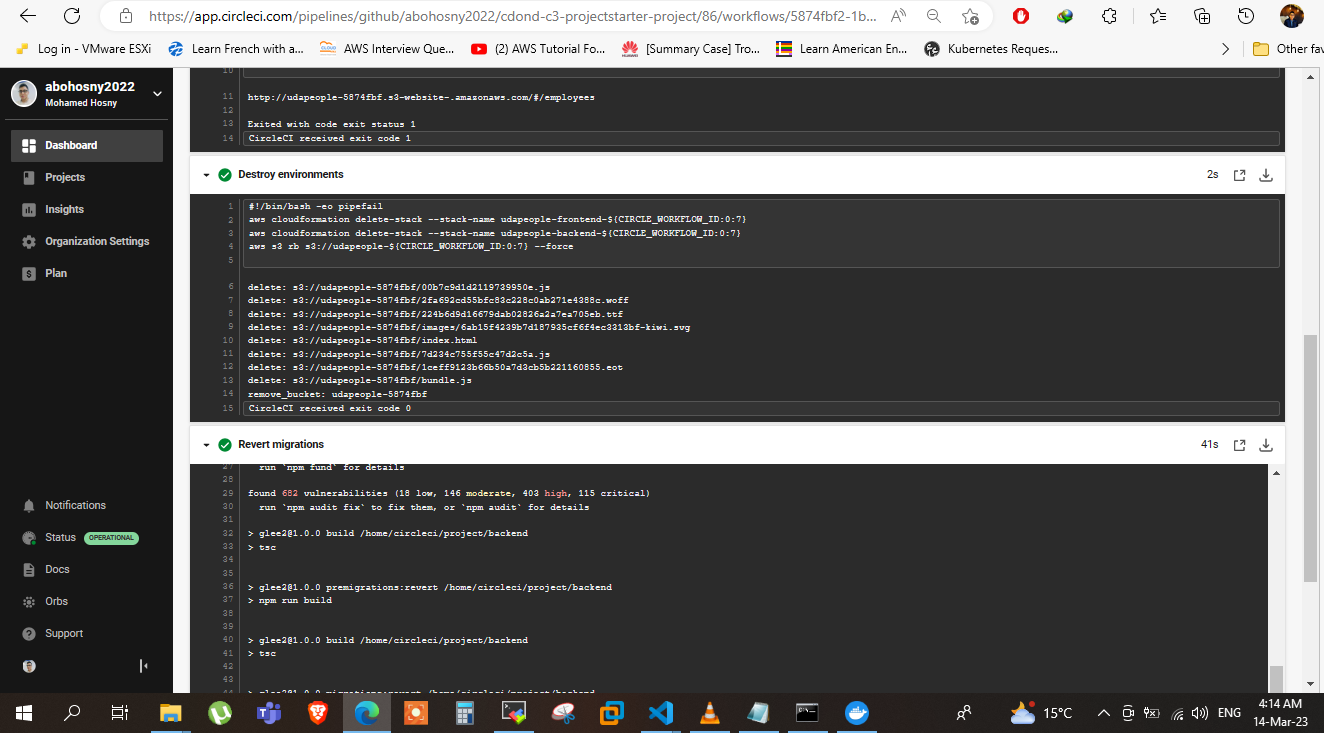 https://app.circleci.com/pipelines/github/abohosny2022/cdond-c3-projectstarter-project/86/workflows/5874fbf2-1b...
Log in - VMware ESXi
Learn French with a...
AWS Interview Que...
(2) AWS Tutorial Fo...
[Summary Case] Tro...
Learn American En...
Kubernetes Reques...
Other fav
abohosny2022
Mohamed Hosny
Dashboard
Projects
Insights
Organization Settings
Plan
Notifications
Status OPERATIONAL
Docs
Orbs
Support
10
11 http://udapeople-5874fbf.s3-website-.amazonaws.com/#/employees
12
13 Exited with code exit status 1
14 CircleCI received exit code 1
Destroy environments 2s
1 #!/bin/bash -eo pipefail
2 aws cloudformation delete-stack --stack-name udapeople-frontend-${CIRCLE_WORKFLOW_ID:0:7}
3 aws cloudformation delete-stack --stack-name udapeople-backend-${CIRCLE_WORKFLOW_ID:0:7}
4 aws s3 rb s3://udapeople-${CIRCLE_WORKFLOW_ID:0:7} --force
5
6 delete: s3://udapeople-5874fbf/00b7c9d1d2119739950e.js
7 delete: s3://udapeople-5874fbf/2fa692cd55bfc83c228c0ab271e4388c.woff
8 delete: s3://udapeople-5874fbf/224b6d9d16679dab02826a2a7ea705eb.ttf
9 delete: s3://udapeople-5874fbf/images/6ab15f4239b7d187935cf6f4ec3313bf-kiwi.svg
10 delete: s3://udapeople-5874fbf/index.html
11 delete: s3://udapeople-5874fbf/7d234c755f55c47d2c5a.js
12 delete: s3://udapeople-5874fbf/1ceff9123b66b50a7d3cb5b221160855.eot
13 delete: s3://udapeople-5874fbf/bundle.js
14 remove_bucket: udapeople-5874fbf
15 CircleCI received exit code 0
Revert migrations 41s
27 run `npm fund` for details
28
29 found 682 vulnerabilities (18 low, 146 moderate, 403 high, 115 critical)
30 run `npm audit fix` to fix them, or `npm audit` for details
31
32 > glee2@1.0.0 build /home/circleci/project/backend
33 > tsc
34
35
36 > glee2@1.0.0 premigrations:revert /home/circleci/project/backend
37 > npm run build
38
39
40 > glee2@1.0.0 build /home/circleci/project/backend
41 > tsc
42
43
44 > glee2@1.0.0 migrations:revert /home/circleci/project/backend
15°C
ENG
4:14 AM
14-Mar-23